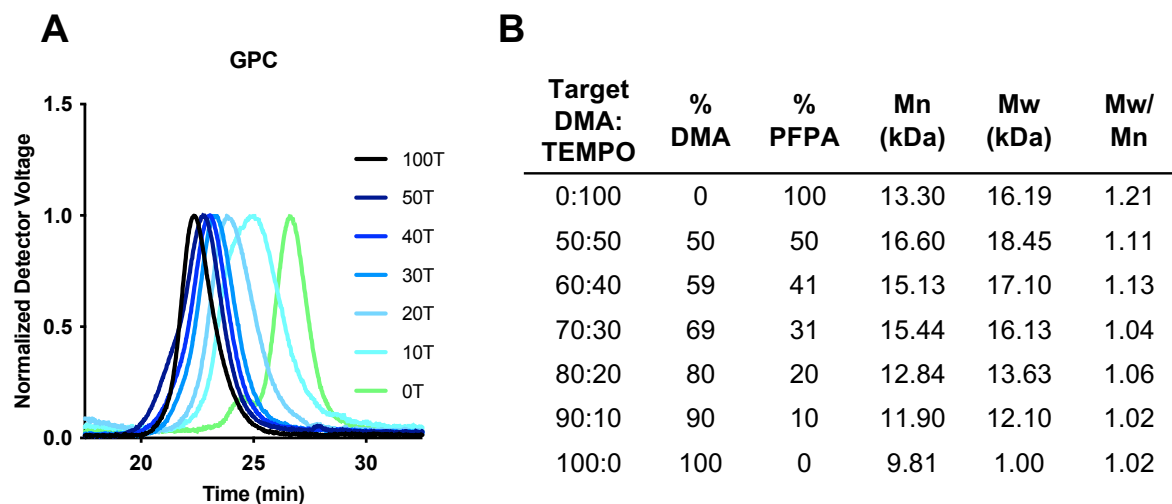 A
GPC
Normalized Detector Voltage
1.5
1.0
0.5
0.0
20
25
30
Time (min)
100T
50T
40T
30T
20T
10T
0T
B
Target DMA: TEMPO % DMA % PFPA Mn (kDa) Mw (kDa) Mw/ Mn
0:100 0 100 13.30 16.19 1.21
50:50 50 50 16.60 18.45 1.11
60:40 59 41 15.13 17.10 1.13
70:30 69 31 15.44 16.13 1.04
80:20 80 20 12.84 13.63 1.06
90:10 90 10 11.90 12.10 1.02
100:0 100 0 9.81 1.00 1.02